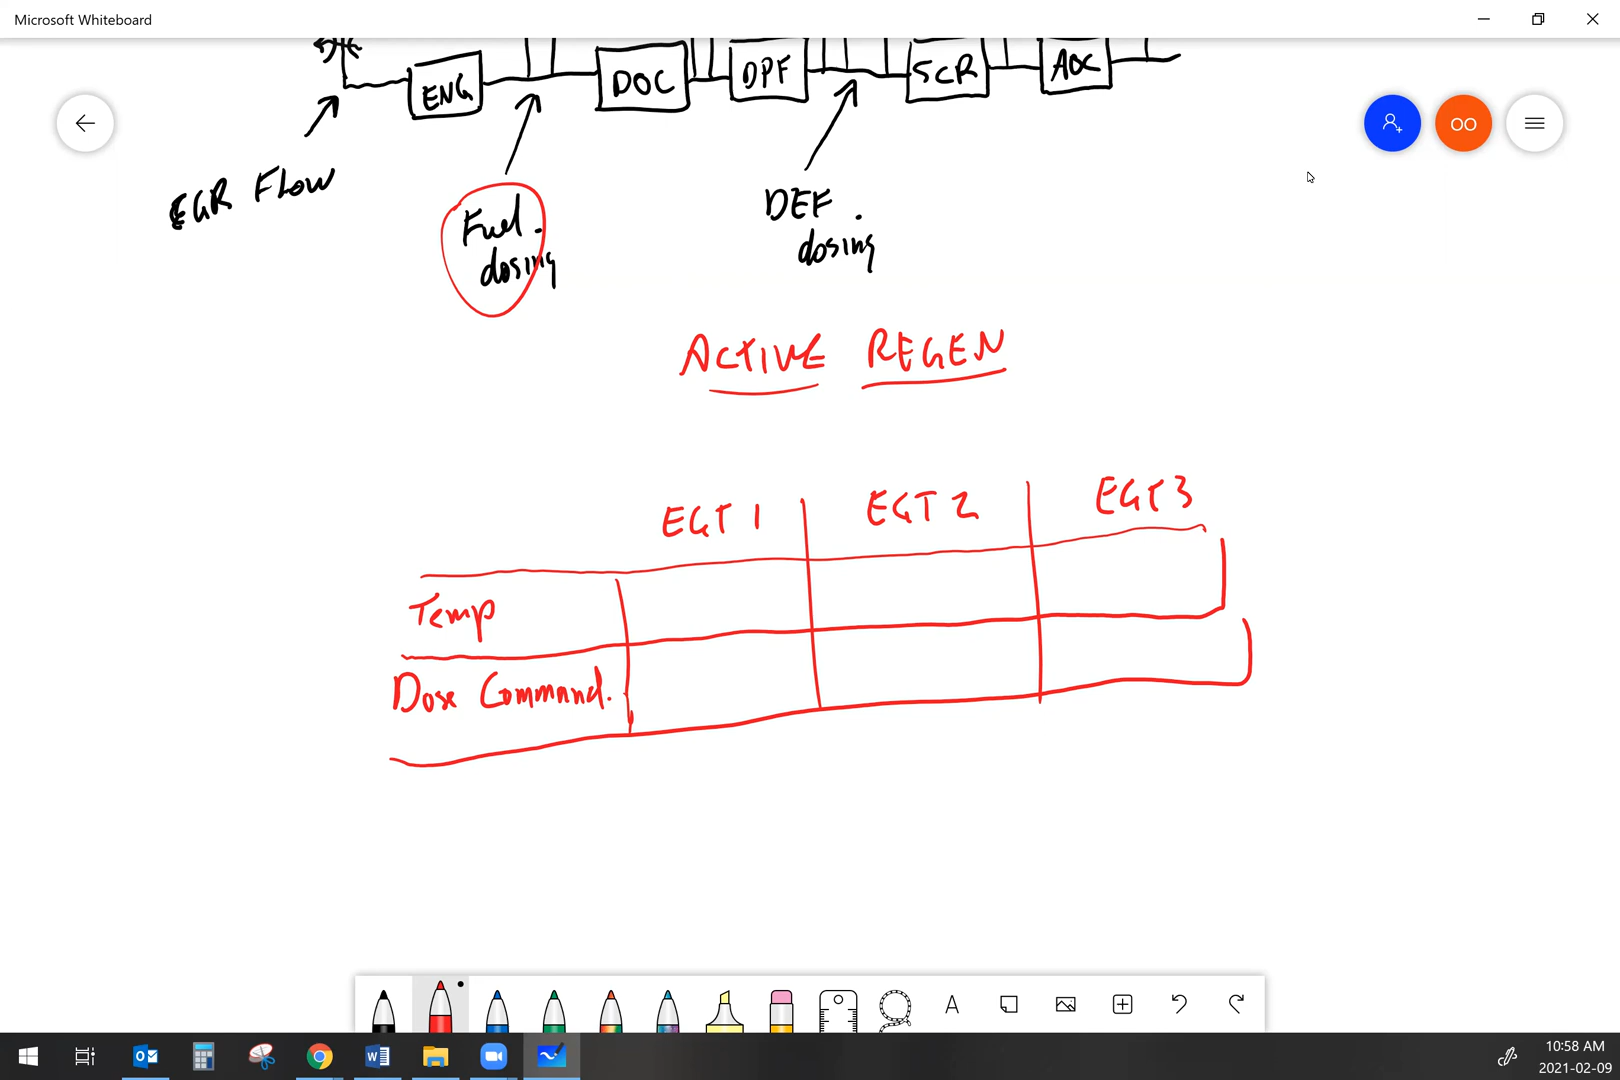 Microsoft Whiteboard
ENG DOC DPF SCR AOC
EGR FLOW
Fuel
dosing
DEF
dosing
ACTIVE REGEN
EGT 1 EGT 2 EGT 3
Temp
Dose Command.
OO
A
10:58 AM
2021-02-09